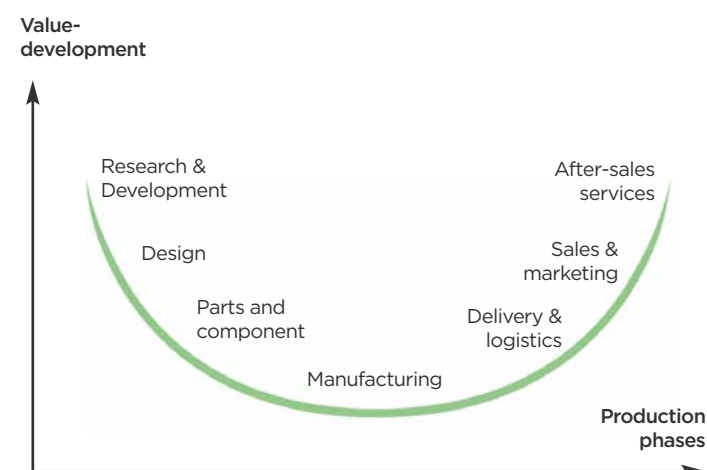 Value-
development
Research &
Development
After-sales
services
Design
Sales &
marketing
Parts and
component
Delivery &
logistics
Manufacturing
Production
phases